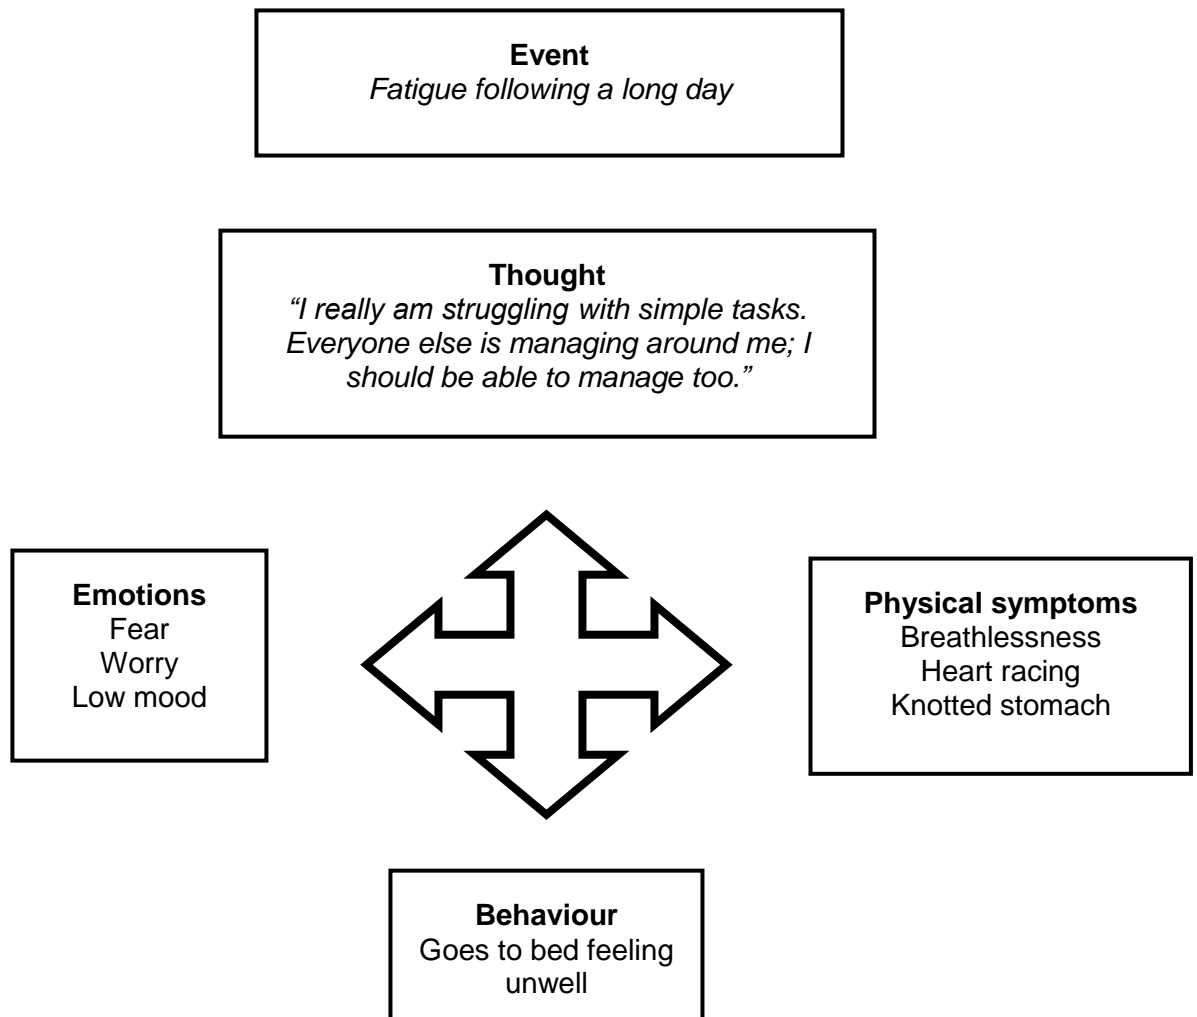 Event
Fatigue following a long day
Thought
“I really am struggling with simple tasks.
Everyone else is managing around me; I
should be able to manage too.”
Emotions
Fear
Worry
Low mood
Physical symptoms
Breathlessness
Heart racing
Knotted stomach
Behaviour
Goes to bed feeling
unwell